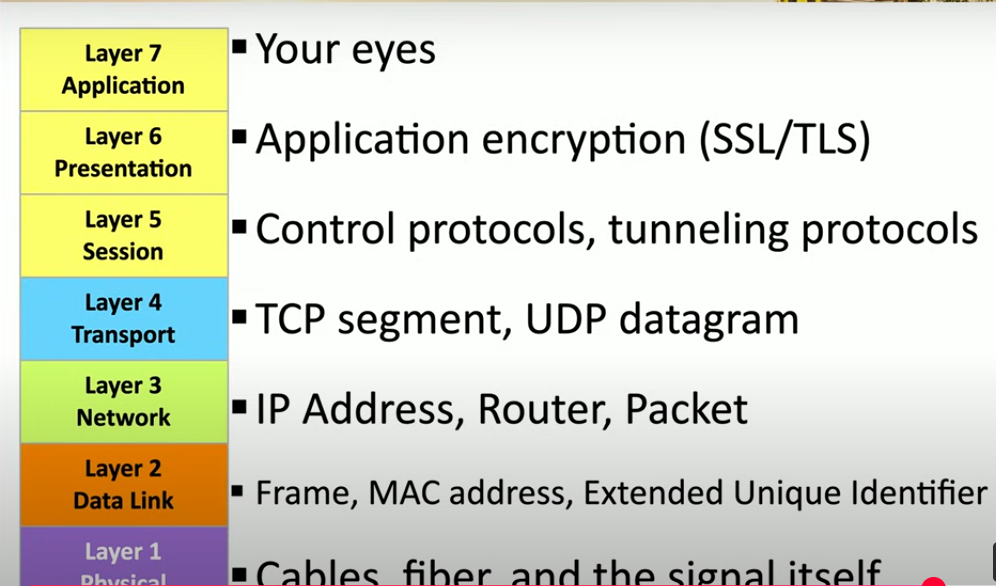 Layer 7
Application
▪ Your eyes
Layer 6
Presentation
▪ Application encryption (SSL/TLS)
Layer 5
Session
▪ Control protocols, tunneling protocols
Layer 4
Transport
▪ TCP segment, UDP datagram
Layer 3
Network
▪ IP Address, Router, Packet
Layer 2
Data Link
▪ Frame, MAC address, Extended Unique Identifier
Layer 1
Physical
▪ Cables, fiber, and the signal itself